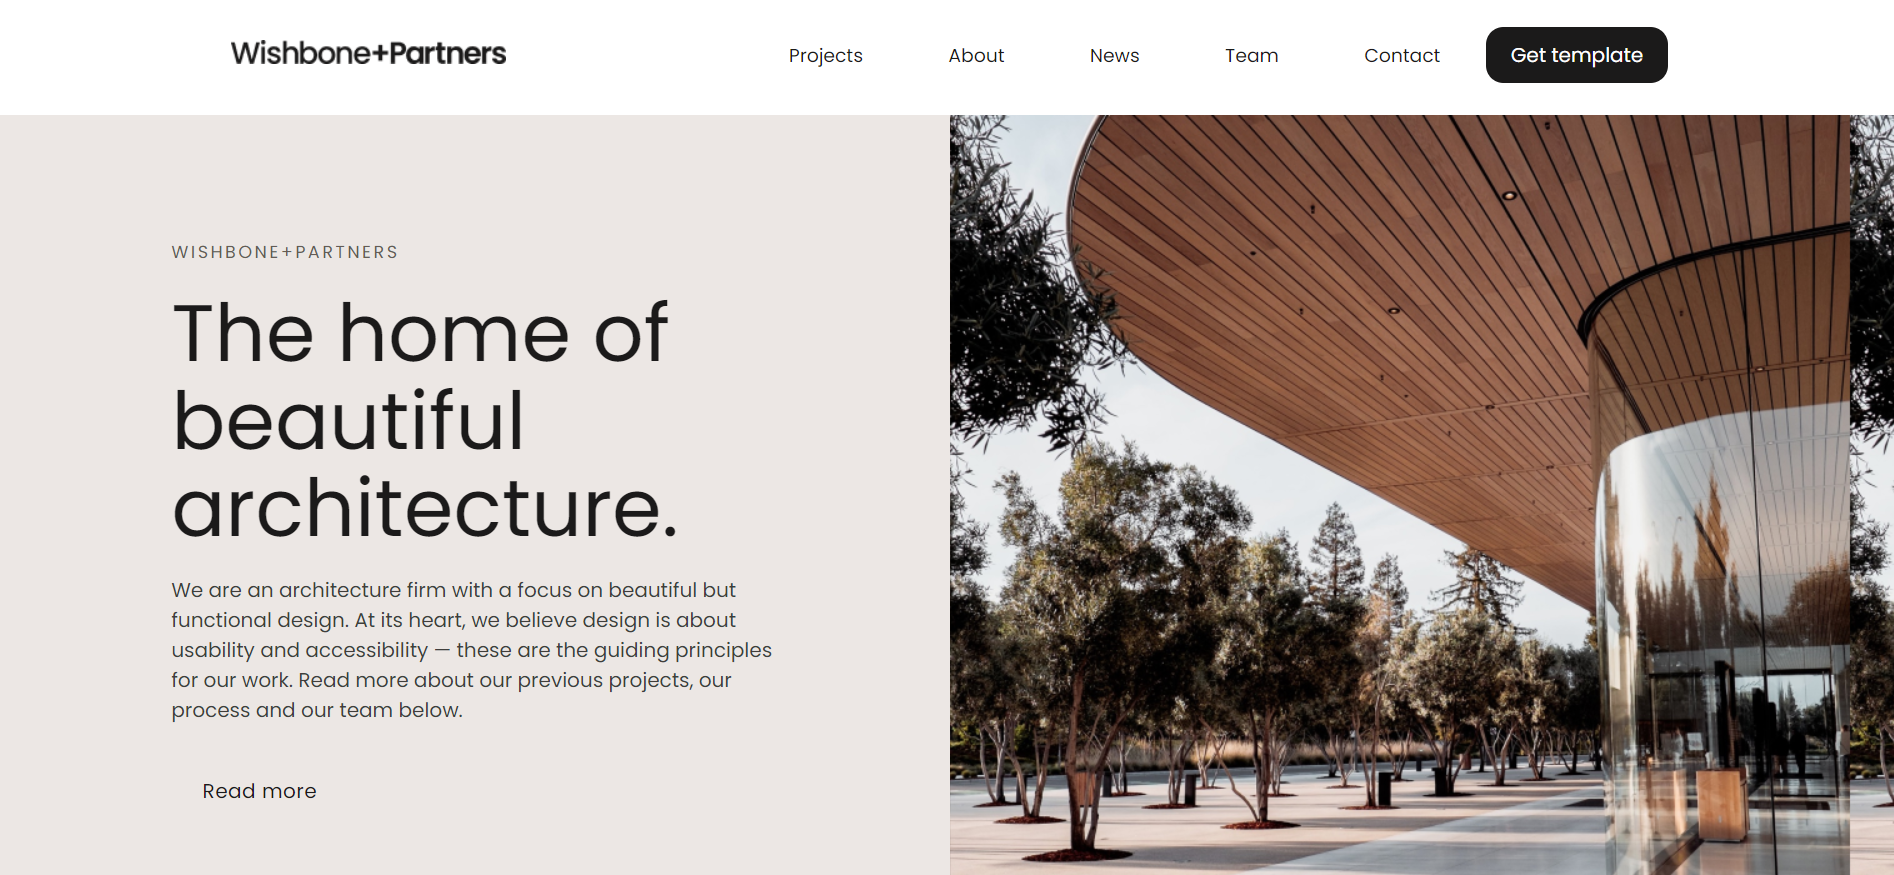 Wishbone+Partners
Projects
About
News
Team
Contact
Get template
WISHBONE+PARTNERS
The home of
beautiful
architecture.
We are an architecture firm with a focus on beautiful but
functional design. At its heart, we believe design is about
usability and accessibility — these are the guiding principles
for our work. Read more about our previous projects, our
process and our team below.
Read more